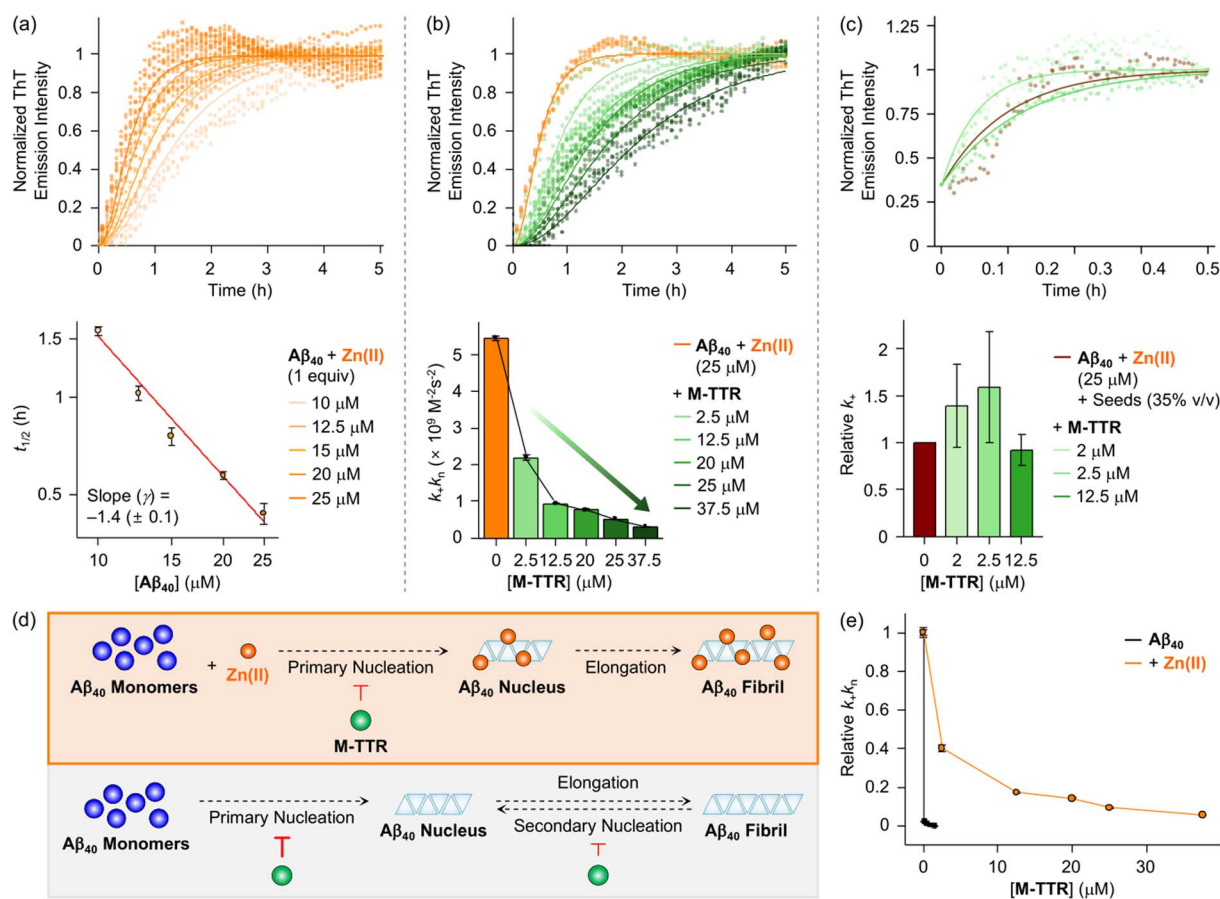 (a)
Normalized ThT
Emission Intensity
1
0.8
0.6
0.4
0.2
0
0 1 2 3 4 5
Time (h)
t1/2 (h)
1.5
1
0.5
Slope (γ) =
–1.4 (± 0.1)
10 15 20 25
[Aβ40] (μM)
Aβ40 + Zn(II)
(1 equiv)
10 μM
12.5 μM
15 μM
20 μM
25 μM
(b)
Normalized ThT
Emission Intensity
1
0.8
0.6
0.4
0.2
0
0 1 2 3 4 5
Time (h)
k+kn (× 10⁹ M⁻²s⁻²)
5
4
3
2
1
0
0 2.5 12.5 20 25 37.5
[M-TTR] (μM)
Aβ40 + Zn(II)
(25 μM)
+ M-TTR
2.5 μM
12.5 μM
20 μM
25 μM
37.5 μM
(c)
Normalized ThT
Emission Intensity
1.25
1
0.75
0.5
0.25
0
0 0.1 0.2 0.3 0.4 0.5
Time (h)
Relative k+
2
1.5
1
0.5
0
0 2 2.5 12.5
[M-TTR] (μM)
Aβ40 + Zn(II)
(25 μM)
+ Seeds (35% v/v)
+ M-TTR
2 μM
2.5 μM
12.5 μM
(d)
Aβ40 Monomers
+
Zn(II)
Primary Nucleation
M-TTR
Aβ40 Nucleus
Elongation
Aβ40 Fibril
Aβ40 Monomers
Primary Nucleation
Aβ40 Nucleus
Elongation
Secondary Nucleation
Aβ40 Fibril
(e)
Relative k+kn
1
0.8
0.6
0.4
0.2
0
0 10 20 30
[M-TTR] (μM)
Aβ40
+ Zn(II)